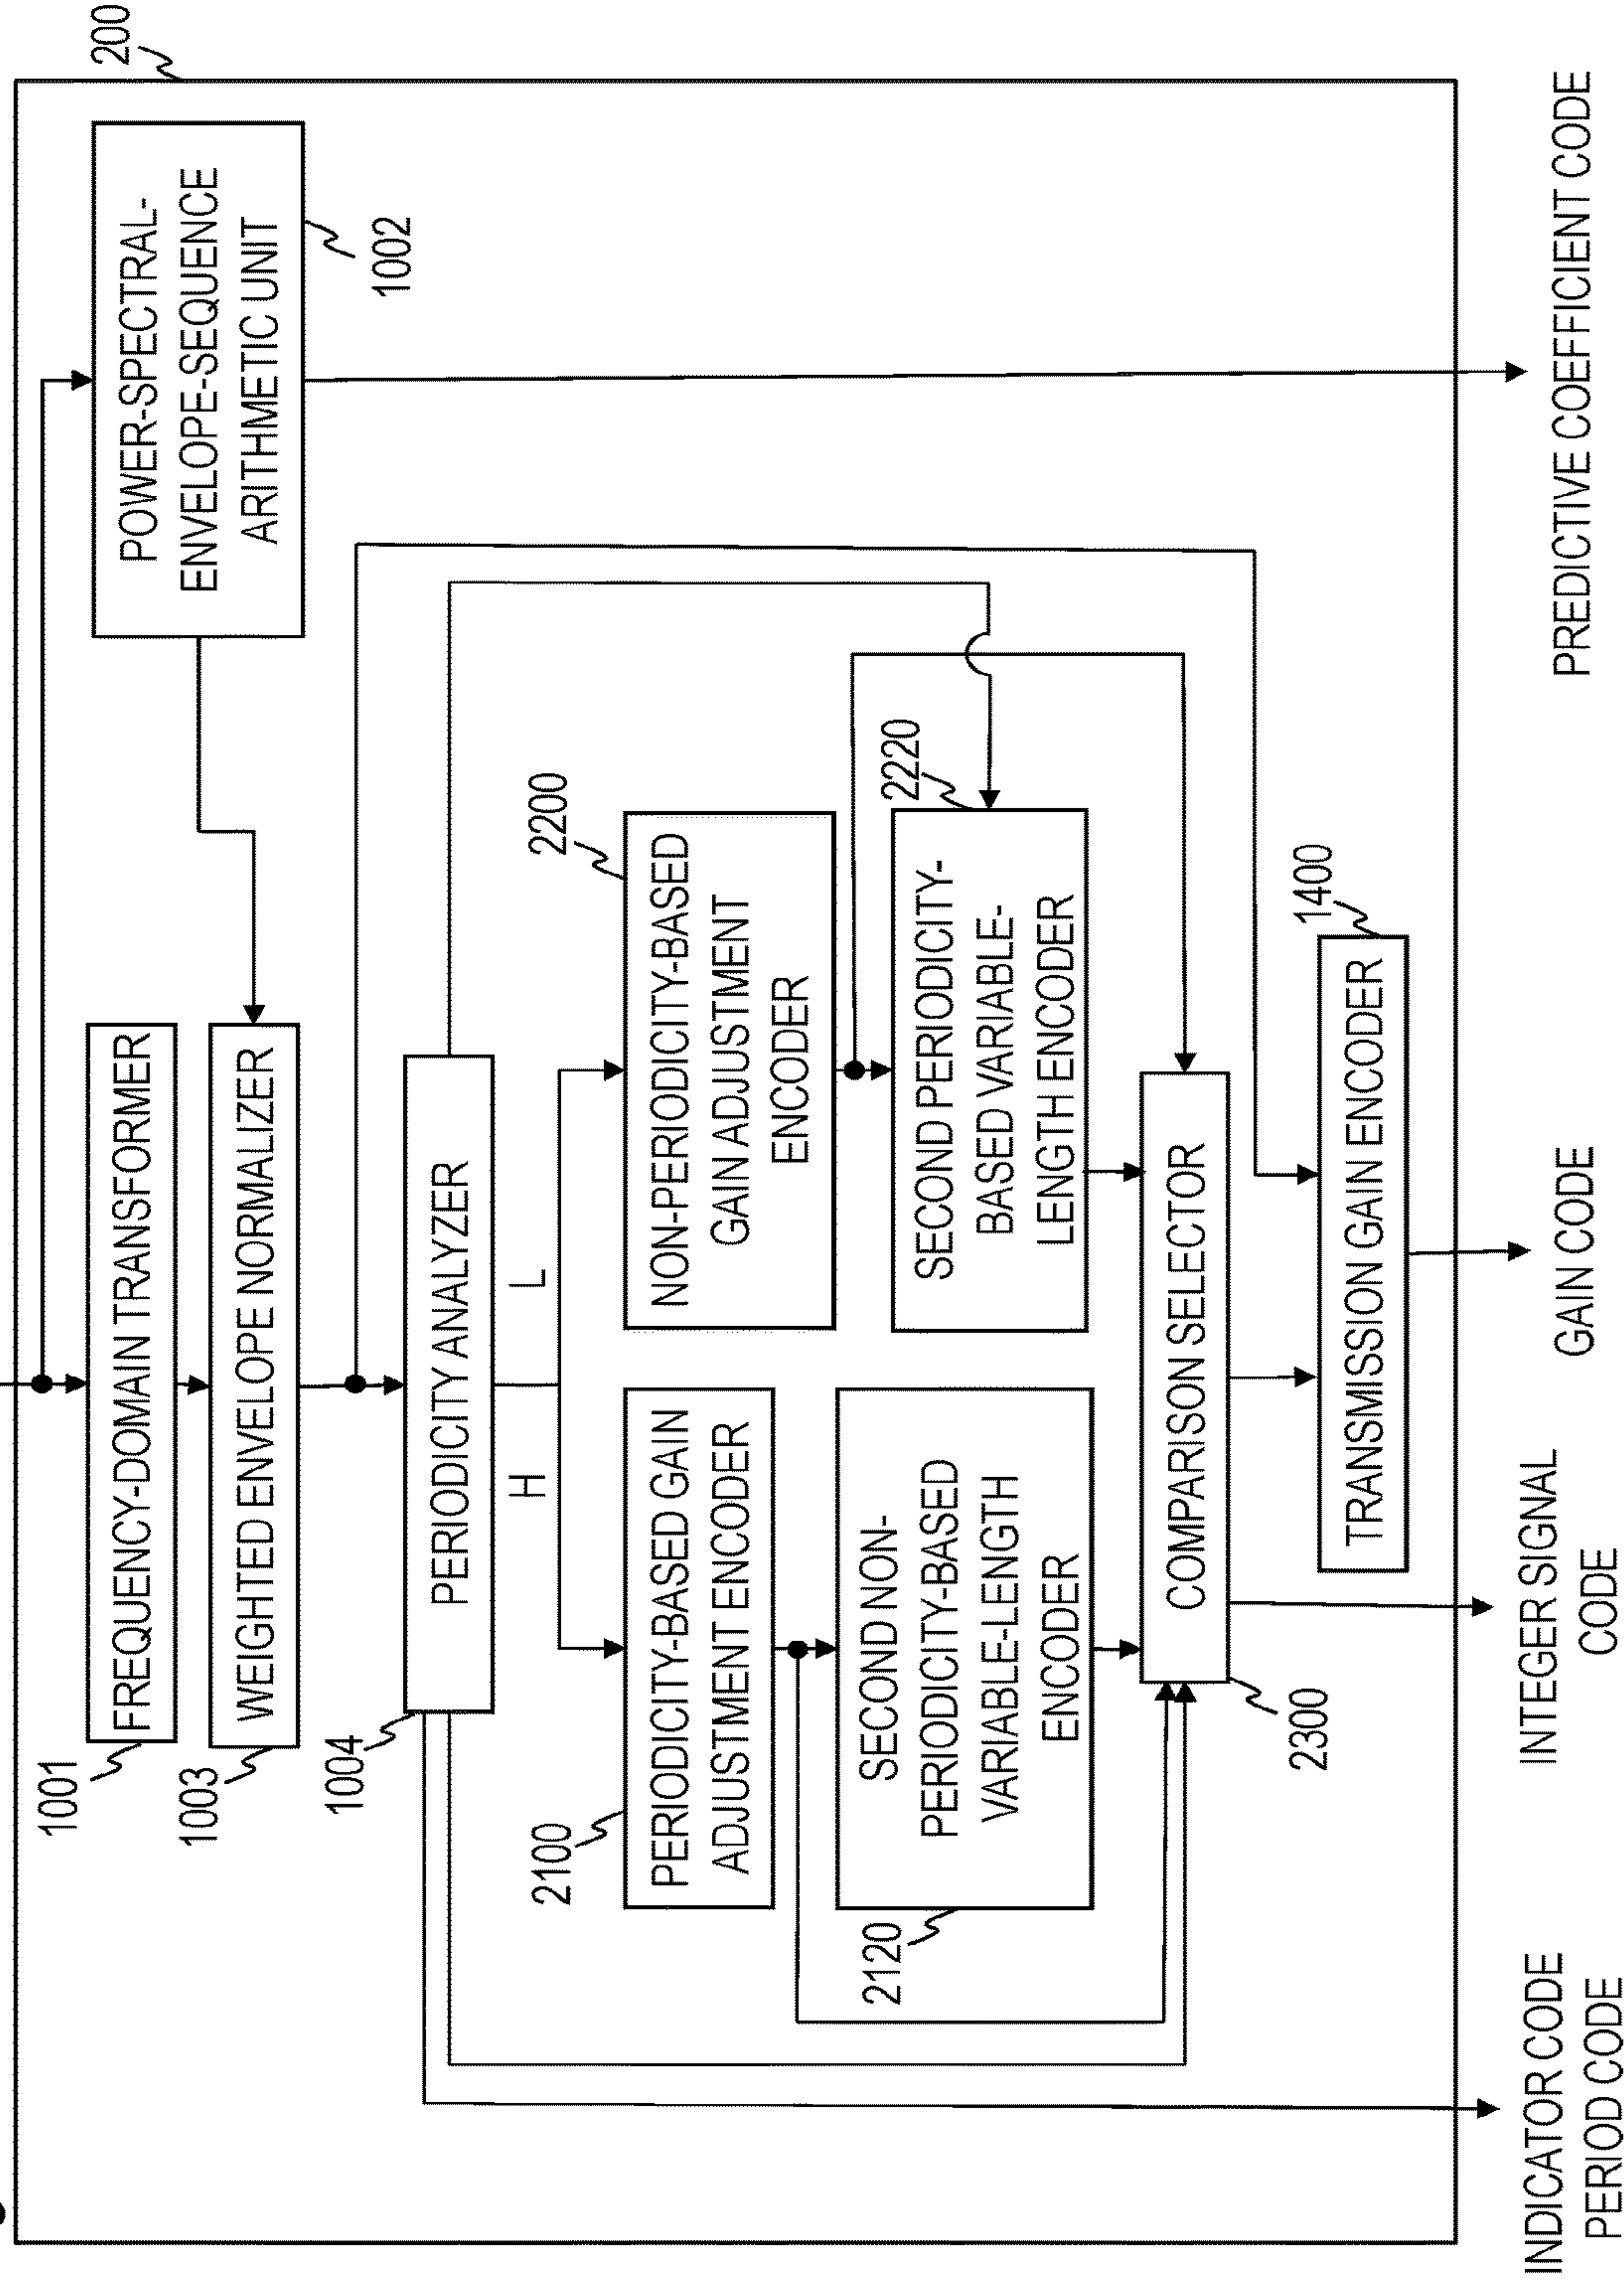 200
1001
FREQUENCY-DOMAIN TRANSFORMER
POWER-SPECTRAL-
ENVELOPE-SEQUENCE
ARITHMETIC UNIT
1002
1003
WEIGHTED ENVELOPE NORMALIZER
1004
PERIODICITY ANALYZER
H
L
2100
PERIODICITY-BASED GAIN
ADJUSTMENT ENCODER
2200
NON-PERIODICITY-BASED
GAIN ADJUSTMENT
ENCODER
2120
SECOND NON-
PERIODICITY-BASED
VARIABLE-LENGTH
ENCODER
2220
SECOND PERIODICITY-
BASED VARIABLE-
LENGTH ENCODER
COMPARISON SELECTOR
2300
1400
TRANSMISSION GAIN ENCODER
INDICATOR CODE
PERIOD CODE
INTEGER SIGNAL
CODE
GAIN CODE
PREDICTIVE COEFFICIENT CODE